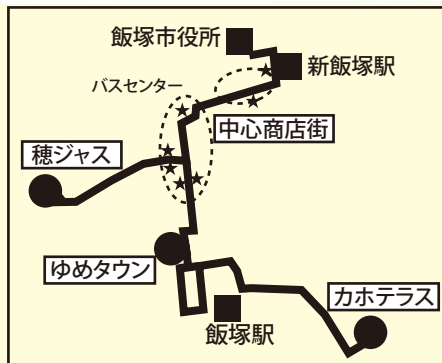 飯塚市役所
新飯塚駅
バスセンター
中心商店街
穂ジャス
ゆめタウン
カホテラス
飯塚駅